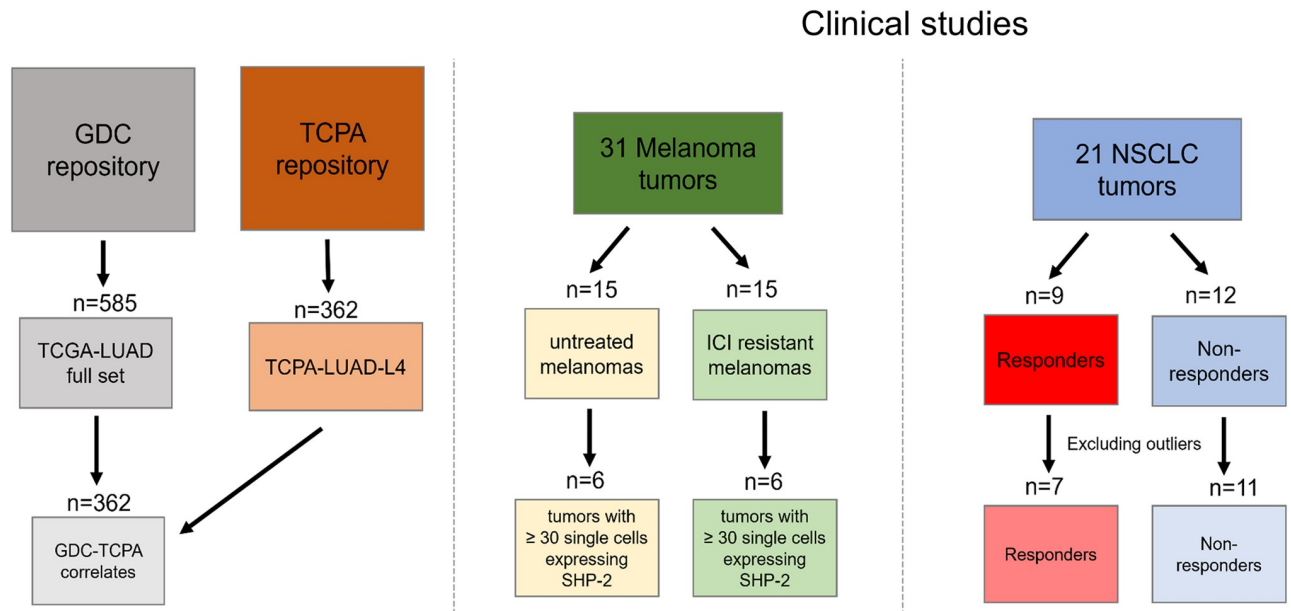 Clinical studies
GDC
repository
TCPA
repository
n=585
n=362
TCGA-LUAD
full set
TCPA-LUAD-L4
n=362
GDC-TCPA
correlates
31 Melanoma
tumors
n=15
n=15
untreated
melanomas
ICI resistant
melanomas
n=6
n=6
tumors with
≥ 30 single cells
expressing
SHP-2
tumors with
≥ 30 single cells
expressing
SHP-2
21 NSCLC
tumors
n=9
n=12
Responders
Non-
responders
Excluding outliers
n=7
n=11
Responders
Non-
responders